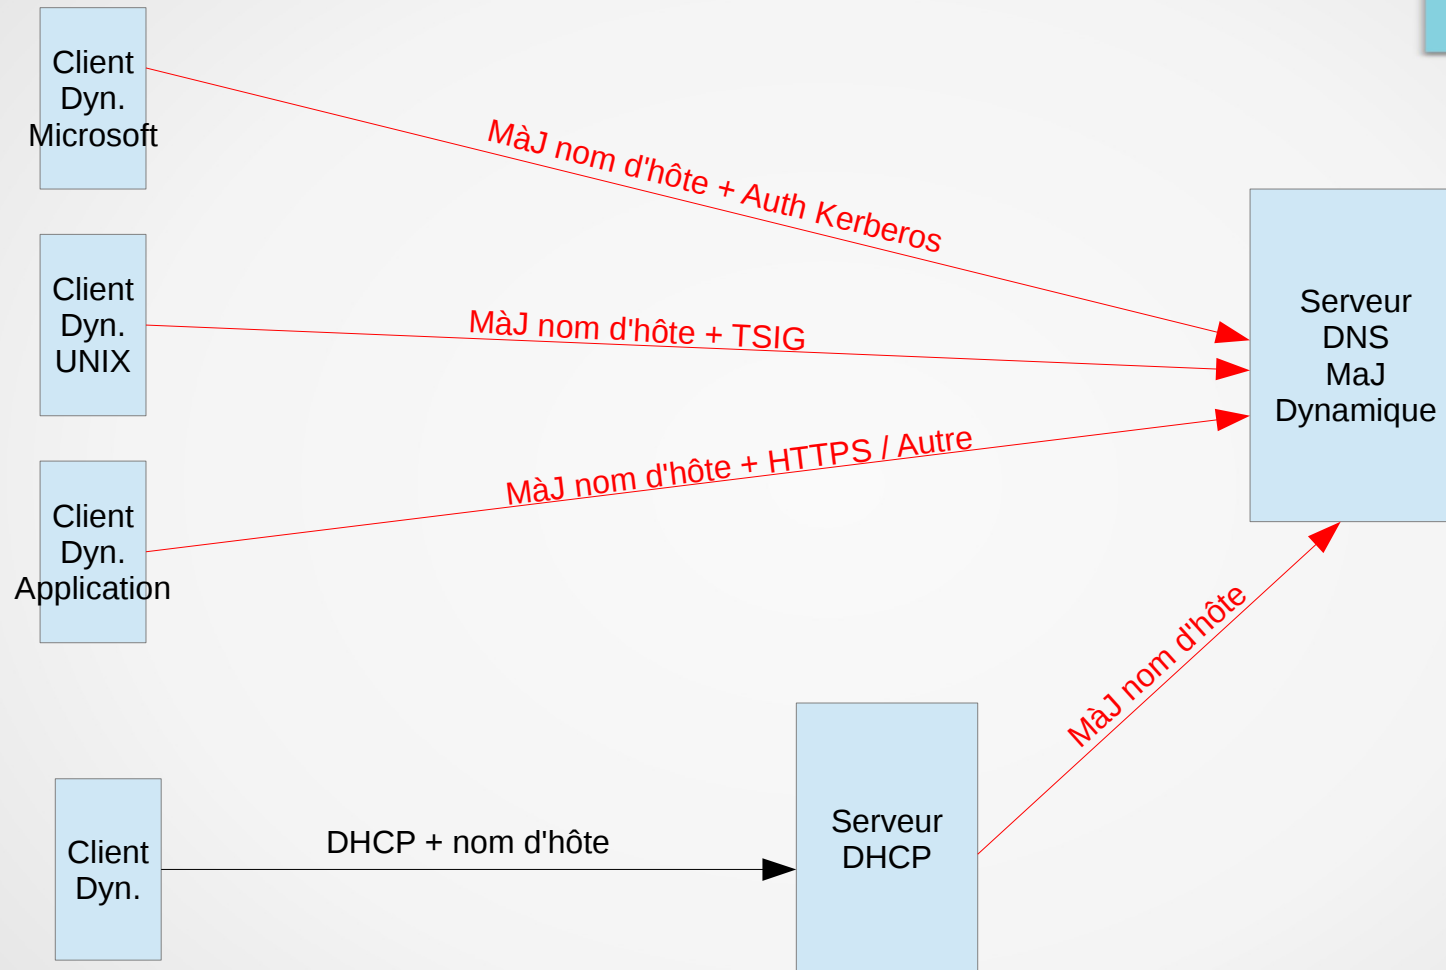 Client
Dyn.
Microsoft
MàJ nom d'hôte + Auth Kerberos
Client
Dyn.
UNIX
MàJ nom d'hôte + TSIG
Serveur
DNS
MaJ
Dynamique
Client
Dyn.
Application
MàJ nom d'hôte + HTTPS / Autre
MàJ nom d'hôte
Client
Dyn.
DHCP + nom d'hôte
Serveur
DHCP